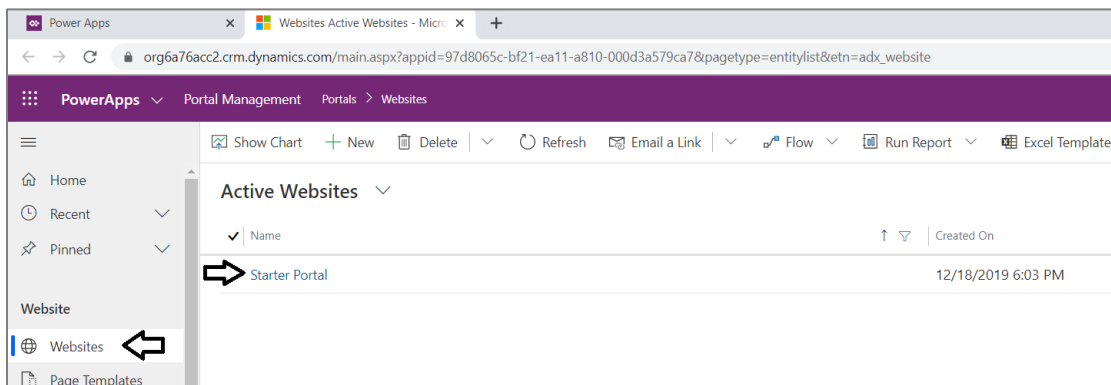 Power Apps
Websites Active Websites - Micro
org6a76acc2.crm.dynamics.com/main.aspx?appid=97d8065c-bf21-ea11-a810-000d3a579ca7&pagetype=entitylist&etn=adx_website
PowerApps Portal Management Portals > Websites
Show Chart New Delete Refresh Email a Link Flow Run Report Excel Template
Home
Recent
Pinned
Active Websites
Name Created On
Starter Portal 12/18/2019 6:03 PM
Website
Websites
Page Templates